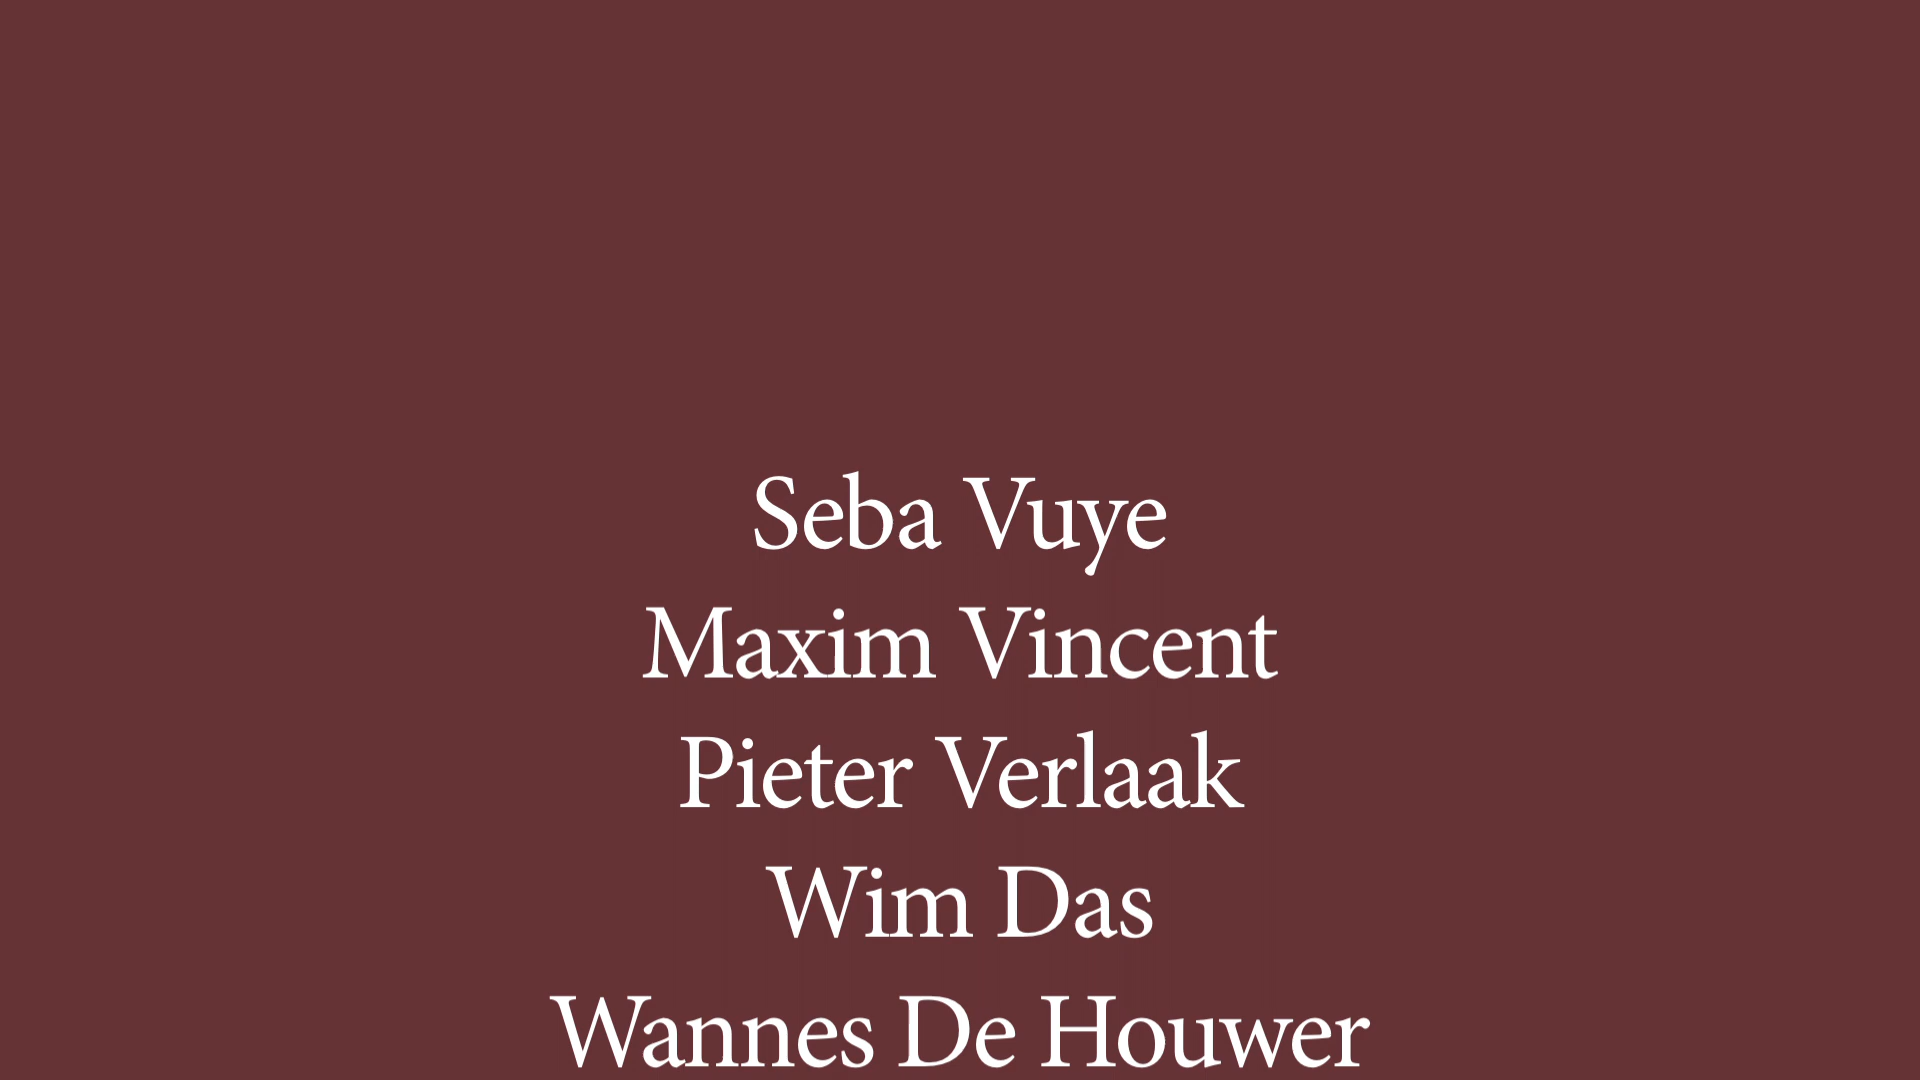 Seba Vuye
Maxim Vincent
Pieter Verlaak
Wim Das
Wannes De Houwer